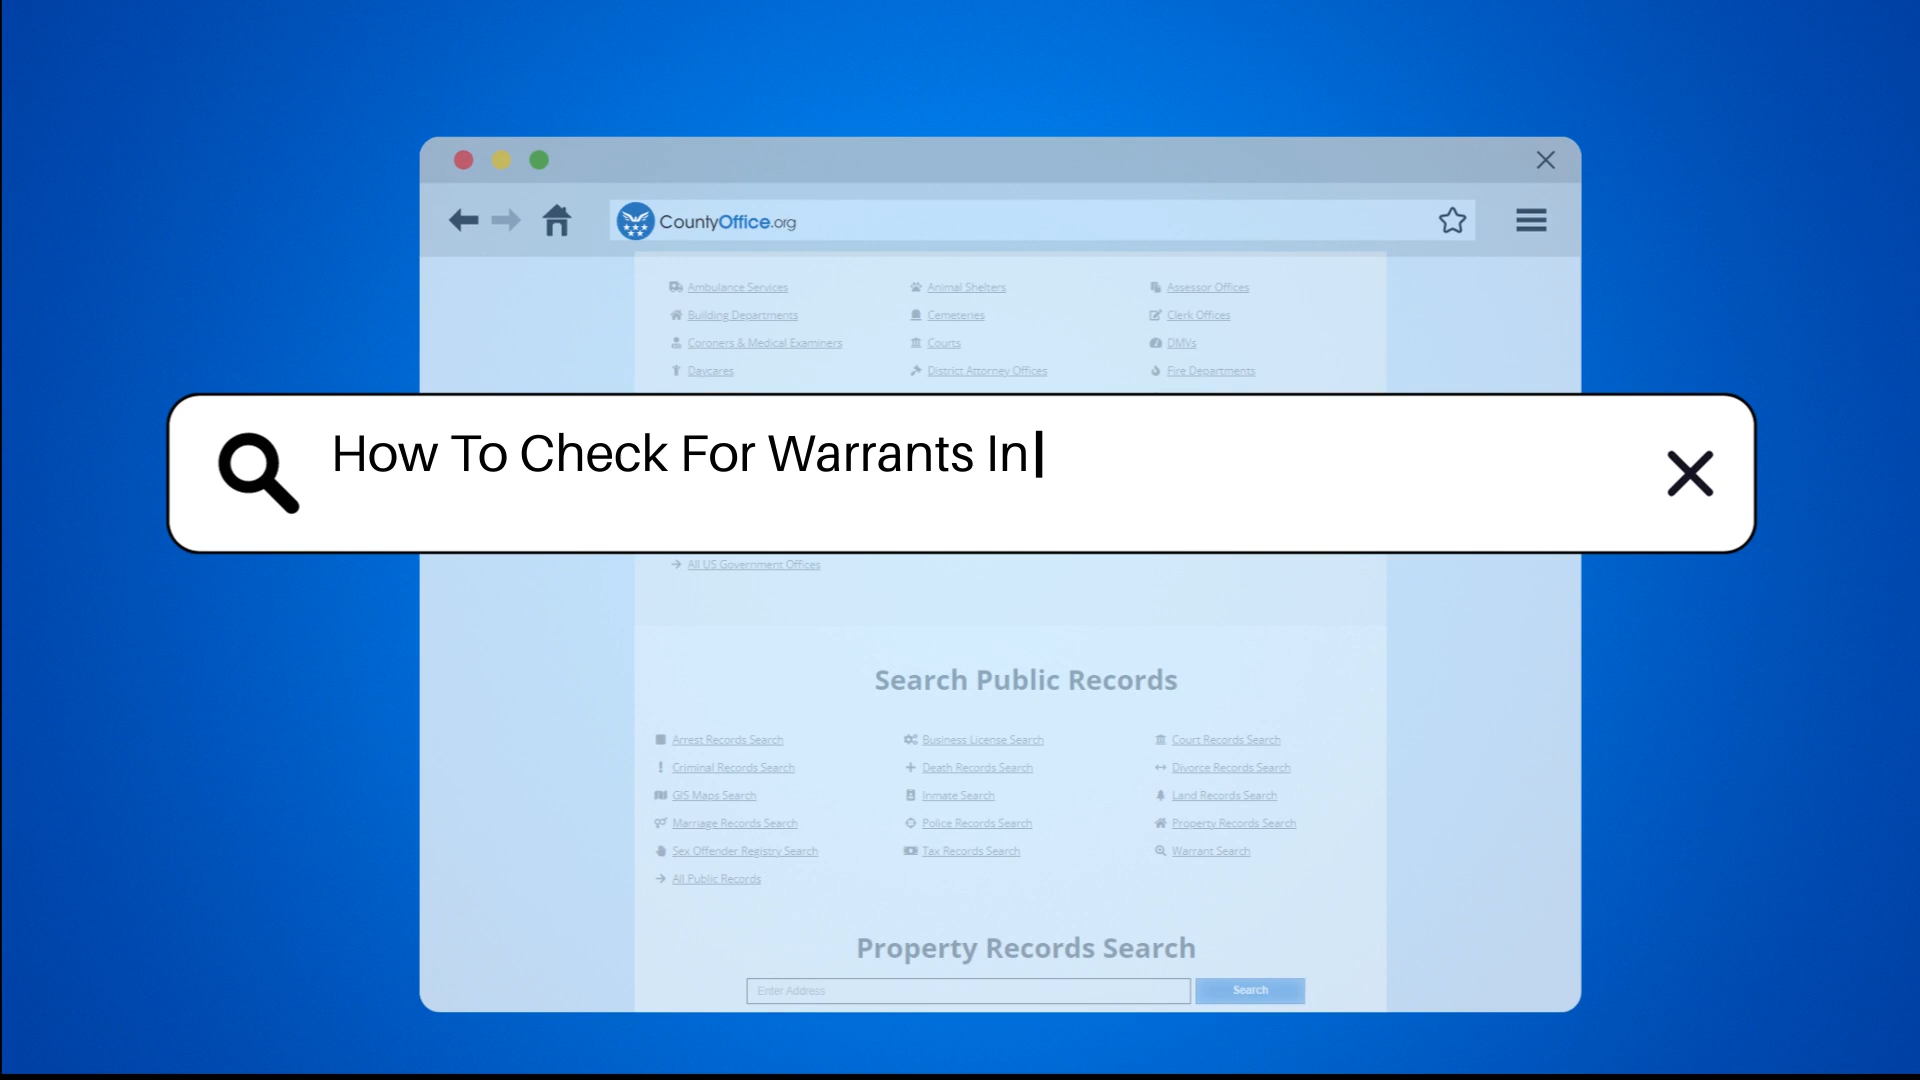 CountyOffice.org
Ambulance Services Animal Shelters Assessor Offices
Building Departments Cemeteries Clerk Offices
Coroners & Medical Examiners Courts DMVs
Daycares District Attorney Offices Fire Departments
How To Check For Warrants In
All US Government Offices
Search Public Records
Arrest Records Search Business License Search Court Records Search
Criminal Records Search Death Records Search Divorce Records Search
GIS Maps Search Inmate Search Land Records Search
Marriage Records Search Police Records Search Property Records Search
Sex Offender Registry Search Tax Records Search Warrant Search
All Public Records
Property Records Search
Enter Address Search